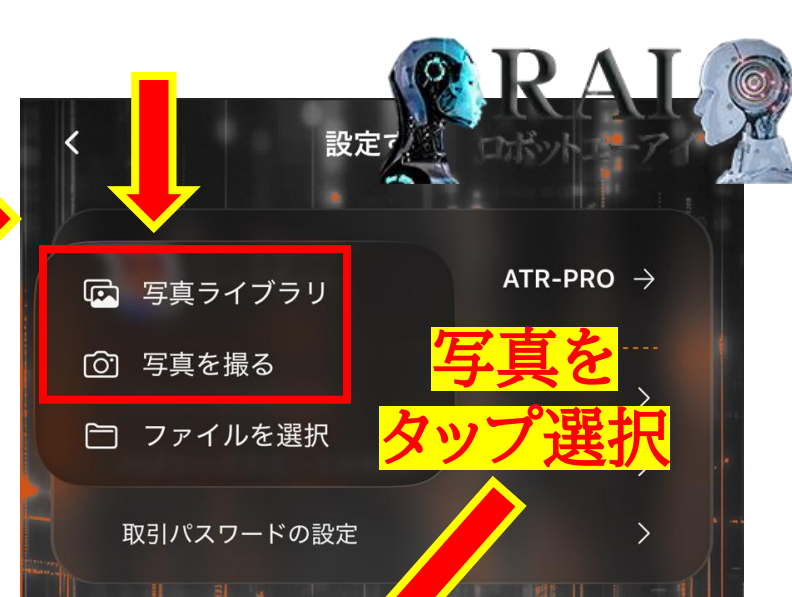 RAI
ロボットエーアイ
設定す
写真ライブラリ
ATR-PRO
写真を撮る
写真を
ファイルを選択
タップ選択
取引パスワードの設定